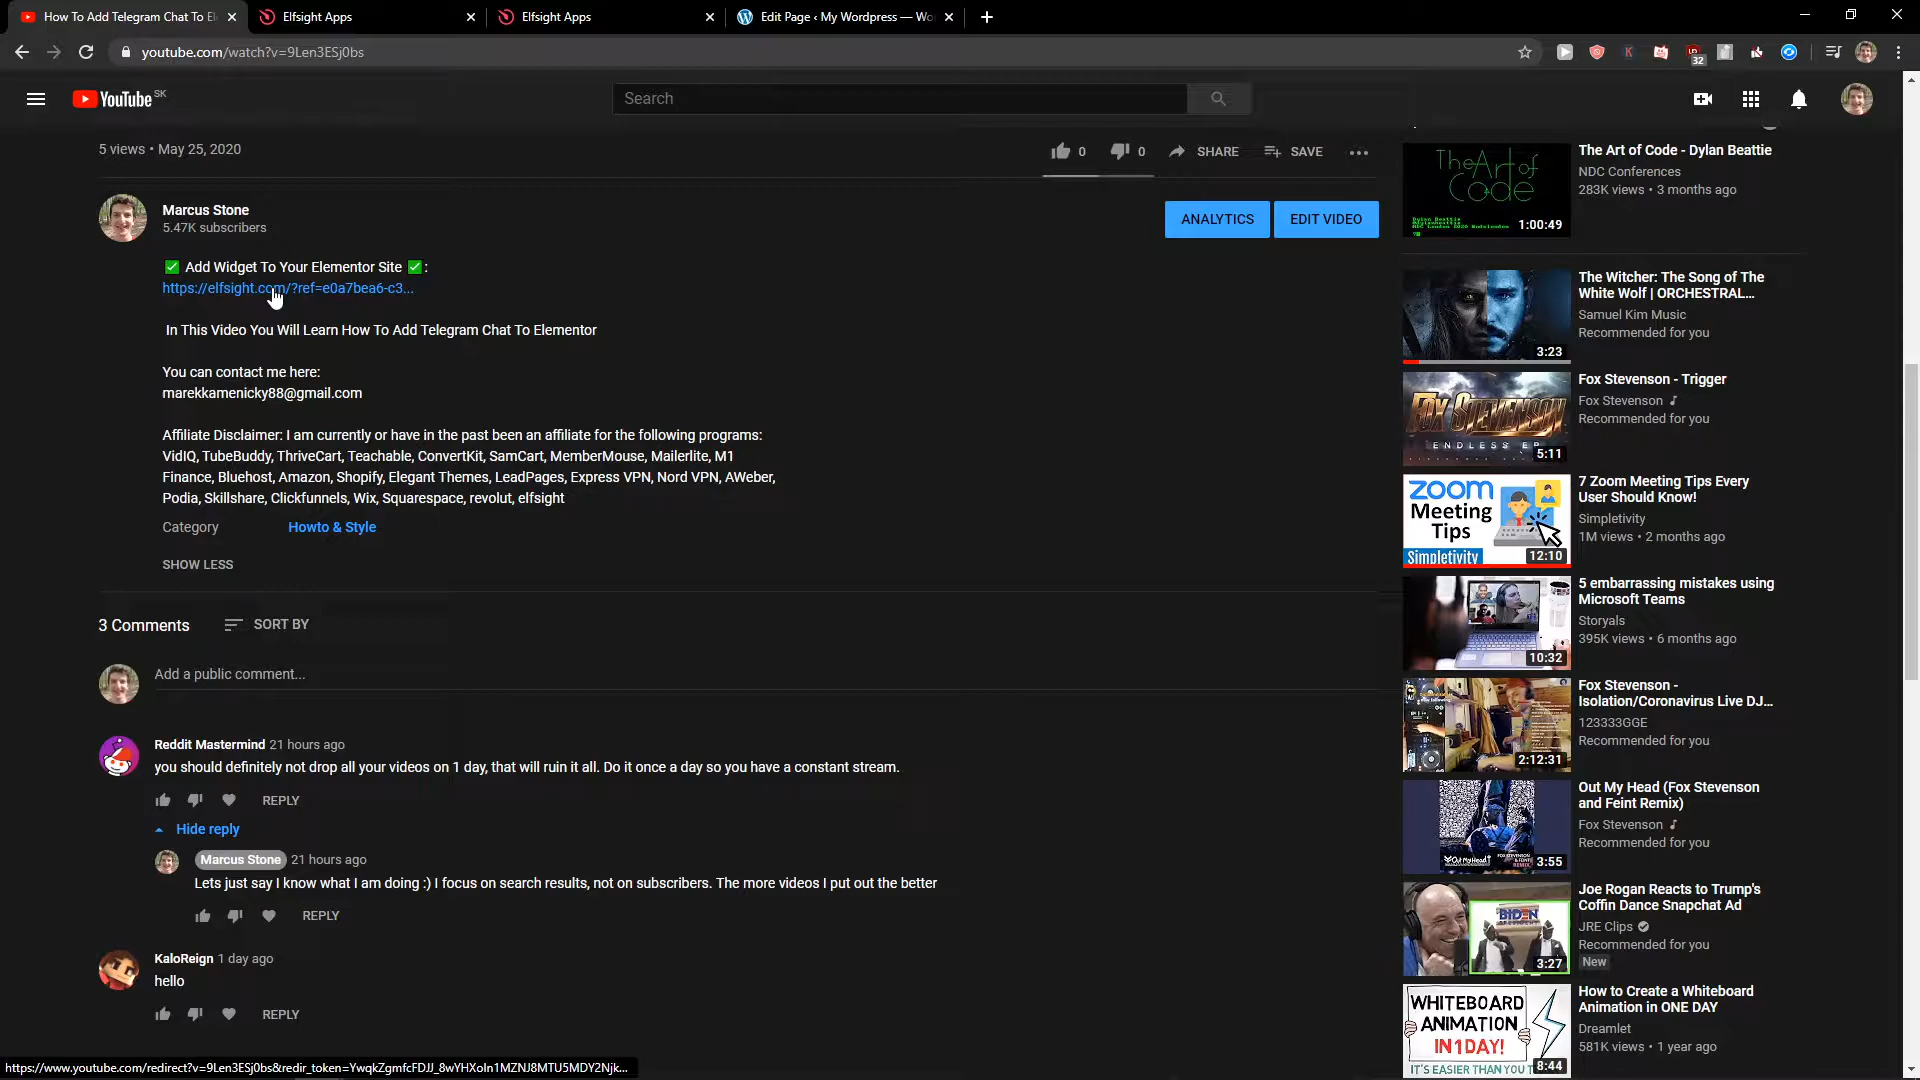 How To Add Telegram Chat To El
Elfsight Apps
Elfsight Apps
Edit Page ‹ My Wordpress — Wo
youtube.com/watch?v=9Len3ESj0bs
32
YouTube SK
Search
5 views • May 25, 2020
0
0
SHARE
SAVE
Marcus Stone
5.47K subscribers
ANALYTICS
EDIT VIDEO
✅ Add Widget To Your Elementor Site ✅:
https://elfsight.com/?ref=e0a7bea6-c3...
In This Video You Will Learn How To Add Telegram Chat To Elementor
You can contact me here:
marekkamenicky88@gmail.com
Affiliate Disclaimer: I am currently or have in the past been an affiliate for the following programs:
VidIQ, TubeBuddy, ThriveCart, Teachable, ConvertKit, SamCart, MemberMouse, Mailerlite, M1
Finance, Bluehost, Amazon, Shopify, Elegant Themes, LeadPages, Express VPN, Nord VPN, AWeber,
Podia, Skillshare, Clickfunnels, Wix, Squarespace, revolut, elfsight
Category
Howto & Style
SHOW LESS
3 Comments
SORT BY
Add a public comment...
Reddit Mastermind 21 hours ago
you should definitely not drop all your videos on 1 day, that will ruin it all. Do it once a day so you have a constant stream.
REPLY
Hide reply
Marcus Stone 21 hours ago
Lets just say I know what I am doing :) I focus on search results, not on subscribers. The more videos I put out the better
REPLY
KaloReign 1 day ago
hello
REPLY
https://www.youtube.com/redirect?v=9Len3ESj0bs&redir_token=YwqkZgmfcFDJJ_8wYHXoIn1MZNJ8MTU5MDY2Njk...
The Art of Code
1:00:49
The Art of Code - Dylan Beattie
NDC Conferences
283K views • 3 months ago
3:23
The Witcher: The Song of The
White Wolf | ORCHESTRAL...
Samuel Kim Music
Recommended for you
FOX STEVENSON
ENDLESS EP
5:11
Fox Stevenson - Trigger
Fox Stevenson
Recommended for you
ZOOM
Meeting
Tips
Simpletivity
12:10
7 Zoom Meeting Tips Every
User Should Know!
Simpletivity
1M views • 2 months ago
10:32
5 embarrassing mistakes using
Microsoft Teams
Storyals
395K views • 6 months ago
2:12:31
Fox Stevenson -
Isolation/Coronavirus Live DJ...
123333GGE
Recommended for you
Out My Head
3:55
Out My Head (Fox Stevenson
and Feint Remix)
Fox Stevenson
Recommended for you
BIDEN
3:27
Joe Rogan Reacts to Trump's
Coffin Dance Snapchat Ad
JRE Clips
Recommended for you
New
WHITEBOARD
ANIMATION
IN 1 DAY!
IT'S EASIER THAN YOU T
8:44
How to Create a Whiteboard
Animation in ONE DAY
Dreamlet
581K views • 1 year ago